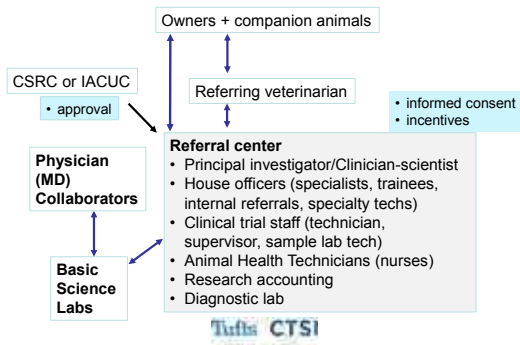 Owners + companion animals
CSRC or IACUC
• approval
Referring veterinarian
• informed consent
• incentives
Physician
(MD)
Collaborators
Basic
Science
Labs
Referral center
• Principal investigator/Clinician-scientist
• House officers (specialists, trainees,
internal referrals, specialty techs)
• Clinical trial staff (technician,
supervisor, sample lab tech)
• Animal Health Technicians (nurses)
• Research accounting
• Diagnostic lab
Tufts CTSI